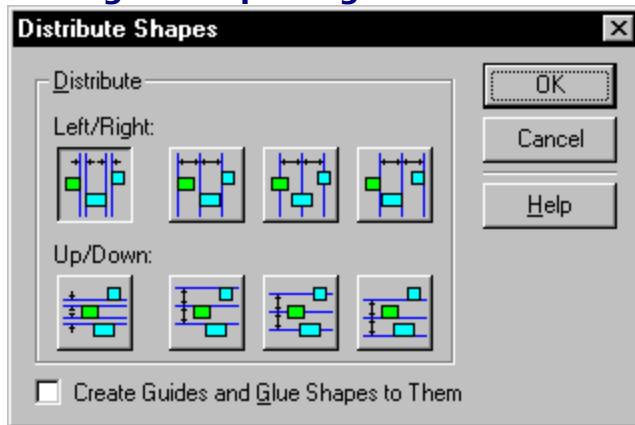 Distribute Shapes
Distribute
OK
Left/Right:
Cancel
Help
Up/Down:
Create Guides and Glue Shapes to Them